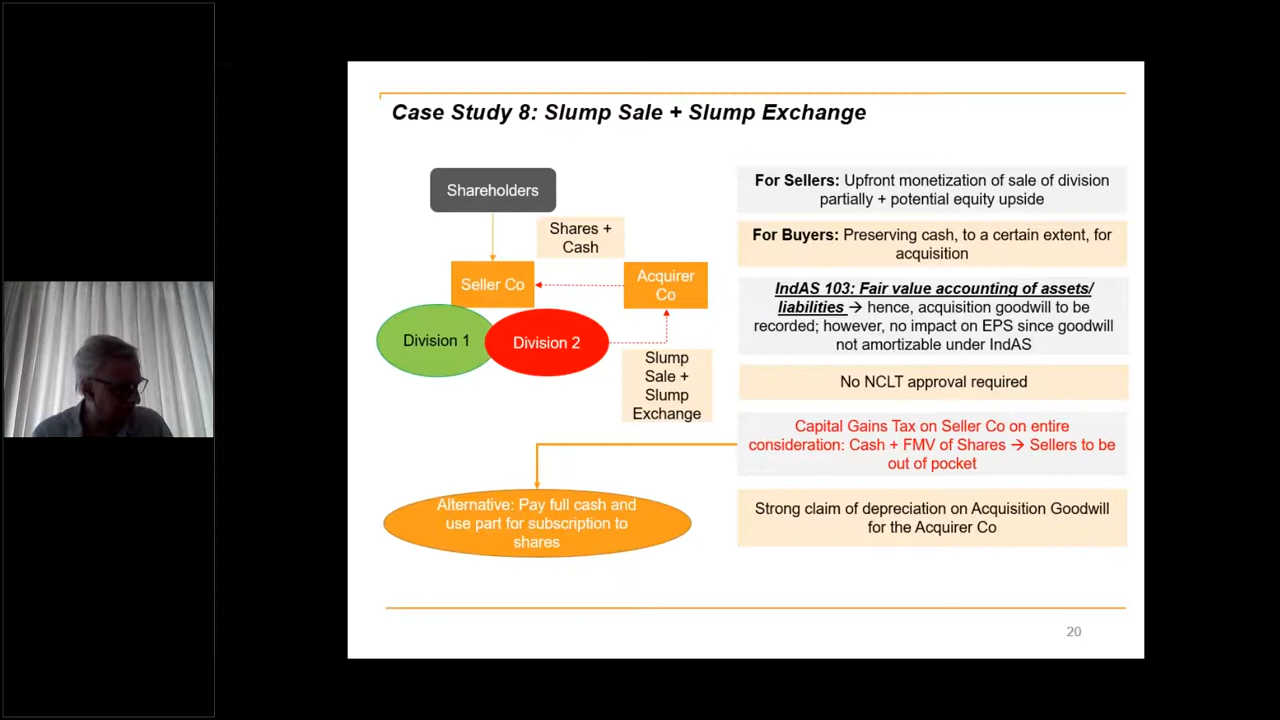 Case Study 8: Slump Sale + Slump Exchange
Shareholders
Shares +
Cash
Seller Co
Acquirer
Co
Division 1
Division 2
Slump
Sale +
Slump
Exchange
Alternative: Pay full cash and
use part for subscription to
shares
For Sellers: Upfront monetization of sale of division
partially + potential equity upside
For Buyers: Preserving cash, to a certain extent, for
acquisition
IndAS 103: Fair value accounting of assets/
liabilities → hence, acquisition goodwill to be
recorded; however, no impact on EPS since goodwill
not amortizable under IndAS
No NCLT approval required
Capital Gains Tax on Seller Co on entire
consideration: Cash + FMV of Shares → Sellers to be
out of pocket
Strong claim of depreciation on Acquisition Goodwill
for the Acquirer Co
20